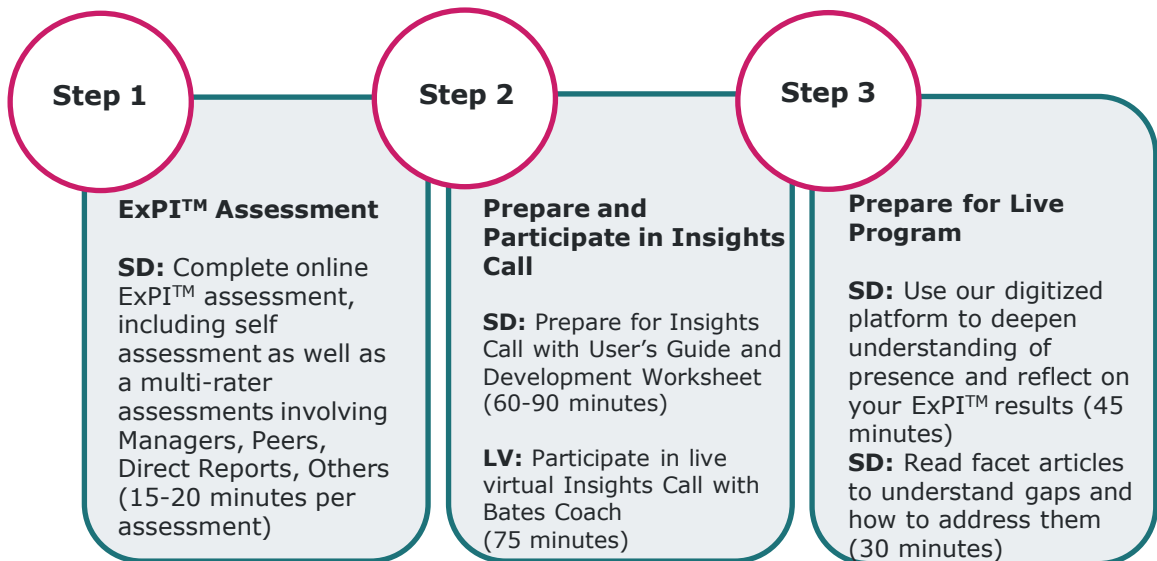 Step 1
ExPI™ Assessment
SD: Complete online
ExPI™ assessment,
including self
assessment as well as
a multi-rater
assessments involving
Managers, Peers,
Direct Reports, Others
(15-20 minutes per
assessment)
Step 2
Prepare and
Participate in Insights
Call
SD: Prepare for Insights
Call with User’s Guide and
Development Worksheet
(60-90 minutes)
LV: Participate in live
virtual Insights Call with
Bates Coach
(75 minutes)
Step 3
Prepare for Live
Program
SD: Use our digitized
platform to deepen
understanding of
presence and reflect on
your ExPI™ results (45
minutes)
SD: Read facet articles
to understand gaps and
how to address them
(30 minutes)